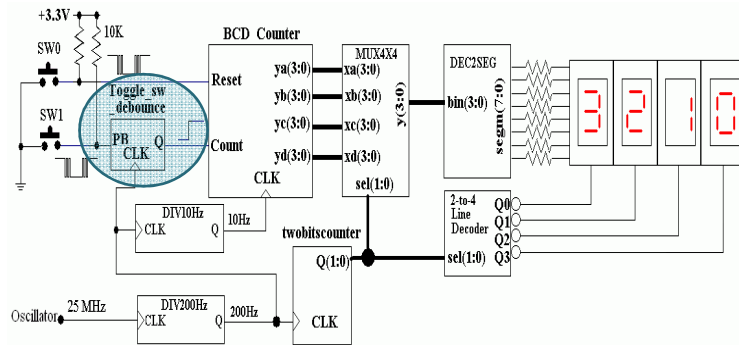 +3.3V
SW0
10K
BCD Counter
MUX4X4
DEC2SEG
Reset
ya(3:0)
xa(3:0)
yb(3:0)
xb(3:0)
yc(3:0)
xc(3:0)
yd(3:0)
xd(3:0)
y(3:0)
bin(3:0)
segm(7:0)
3 2 1 0
SW1
Toggle_sw
_debounce
PB Q
CLK
Count
CLK
sel(1:0)
DIV10Hz
CLK Q
10Hz
twobitscounter
Q(1:0)
CLK
2-to-4
Line
Decoder
sel(1:0)
Q0
Q1
Q2
Q3
Oscillator
25 MHz
DIV200Hz
CLK Q
200Hz